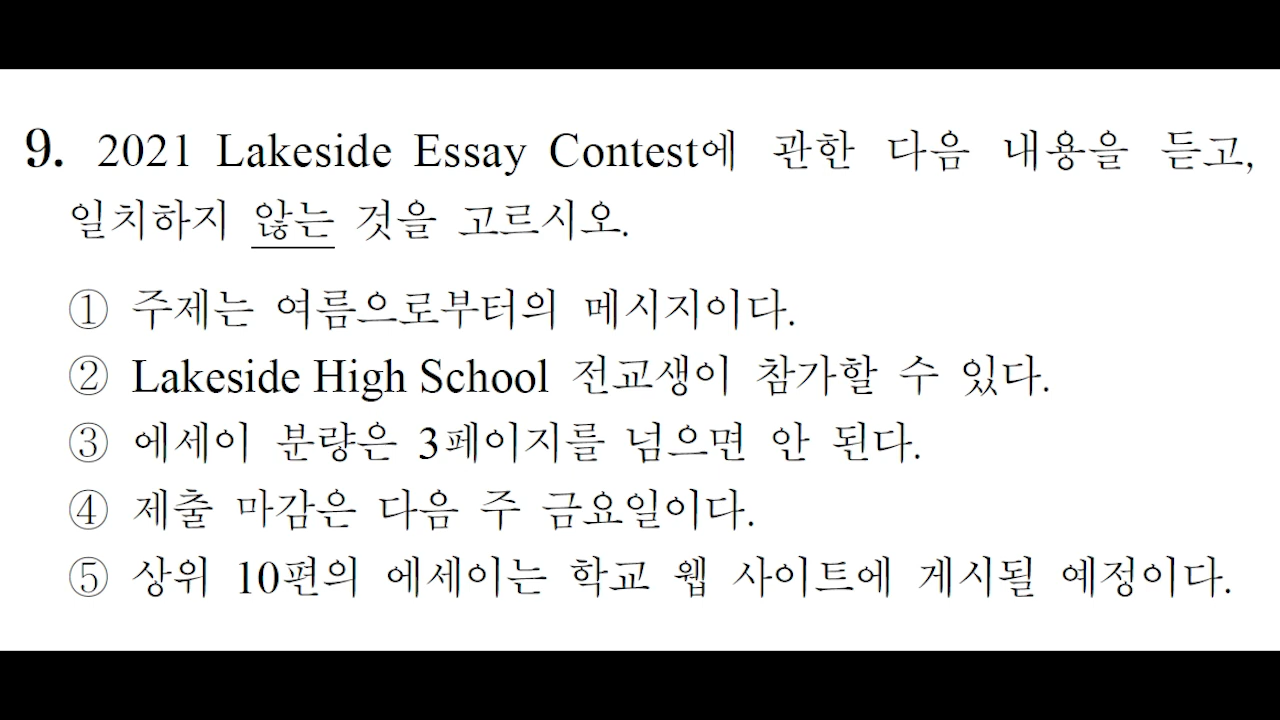 9. 2021 Lakeside Essay Contest에 관한 다음 내용을 듣고,
일치하지 않는 것을 고르시오.
① 주제는 여름으로부터의 메시지이다.
② Lakeside High School 전교생이 참가할 수 있다.
③ 에세이 분량은 3페이지를 넘으면 안 된다.
④ 제출 마감은 다음 주 금요일이다.
⑤ 상위 10편의 에세이는 학교 웹 사이트에 게시될 예정이다.